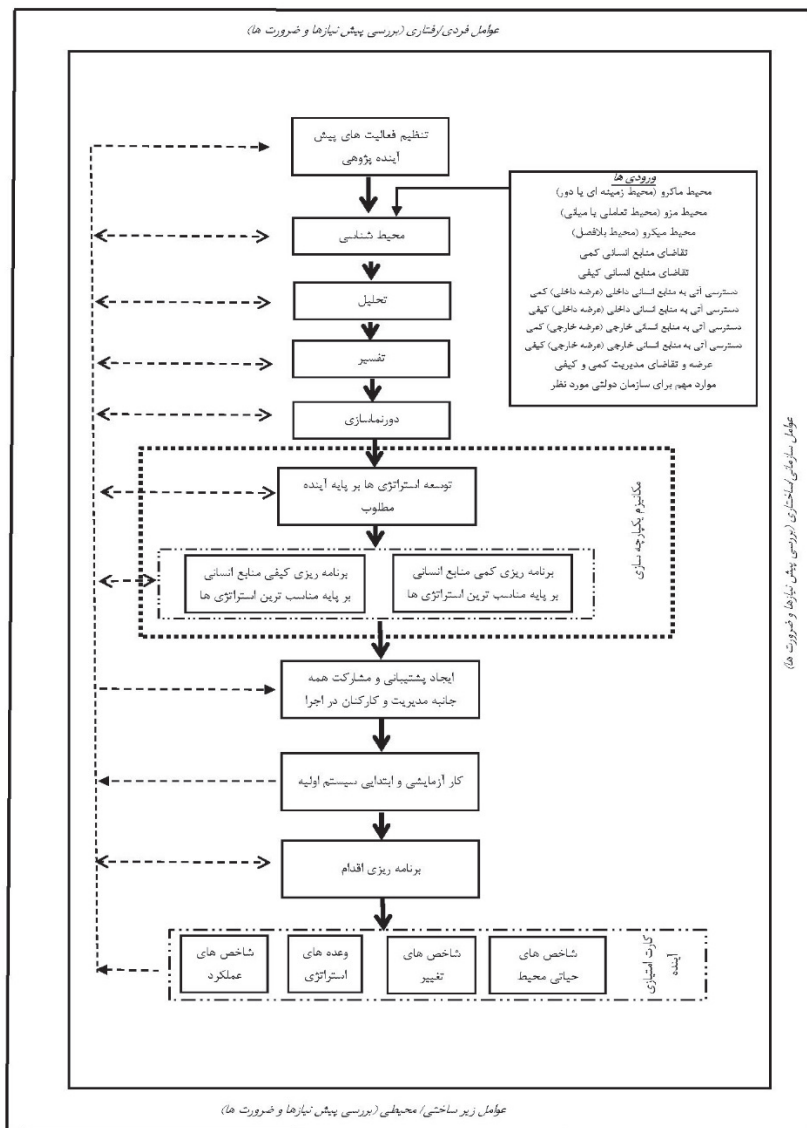 عوامل فردی/رفتاری (بررسی پیش نیازها و ضرورت ها)
تنظیم فعالیت های پیش
آینده پژوهی
ورودی ها
محیط ماکرو (محیط زمینه ای یا دور)
محیط مزو (محیط تعاملی یا میانی)
محیط میکرو (محیط بلافصل)
تقاضای منابع انسانی کمی
تقاضای منابع انسانی کیفی
دسترسی آتی به منابع انسانی داخلی (عرضه داخلی) کمی
دسترسی آتی به منابع انسانی داخلی (عرضه داخلی) کیفی
دسترسی آتی به منابع انسانی خارجی (عرضه خارجی) کمی
دسترسی آتی به منابع انسانی خارجی (عرضه خارجی) کیفی
عرضه و تقاضای مدیریت کمی و کیفی
موارد مهم برای سازمان دولتی مورد نظر
محیط شناسی
تحلیل
تفسیر
دورنماسازی
عوامل سازمانی/ساختاری (بررسی پیش نیازها و ضرورت ها)
مکانیزم یکپارچه سازی
توسعه استراتژی ها بر پایه آینده
مطلوب
برنامه ریزی کمی منابع انسانی
بر پایه مناسب ترین استراتژی ها
برنامه ریزی کیفی منابع انسانی
بر پایه مناسب ترین استراتژی ها
ایجاد پشتیبانی و مشارکت همه
جانبه مدیریت و کارکنان در اجرا
کار آزمایشی و ابتدایی سیستم اولیه
برنامه ریزی اقدام
کارت امتیازی
آینده
شاخص های
حیاتی محیط
شاخص های
تغییر
وعده های
استراتژی
شاخص های
عملکرد
عوامل زیر ساختی/ محیطی (بررسی پیش نیازها و ضرورت ها)